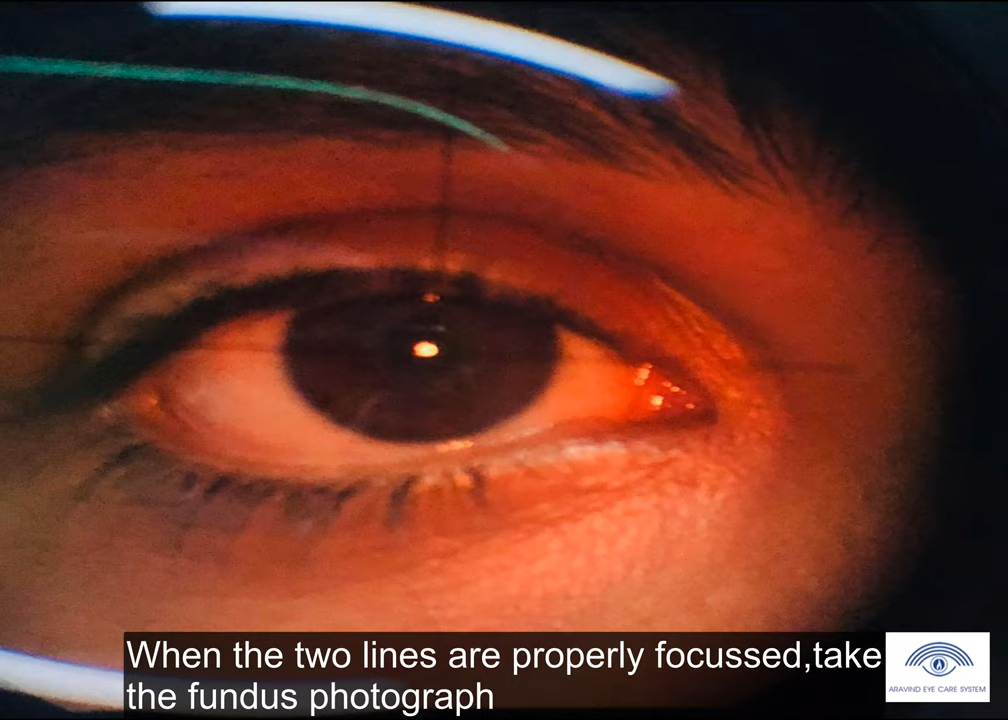 When the two lines are properly focussed,take
the fundus photograph
ARAVIND EYE CARE SYSTEM